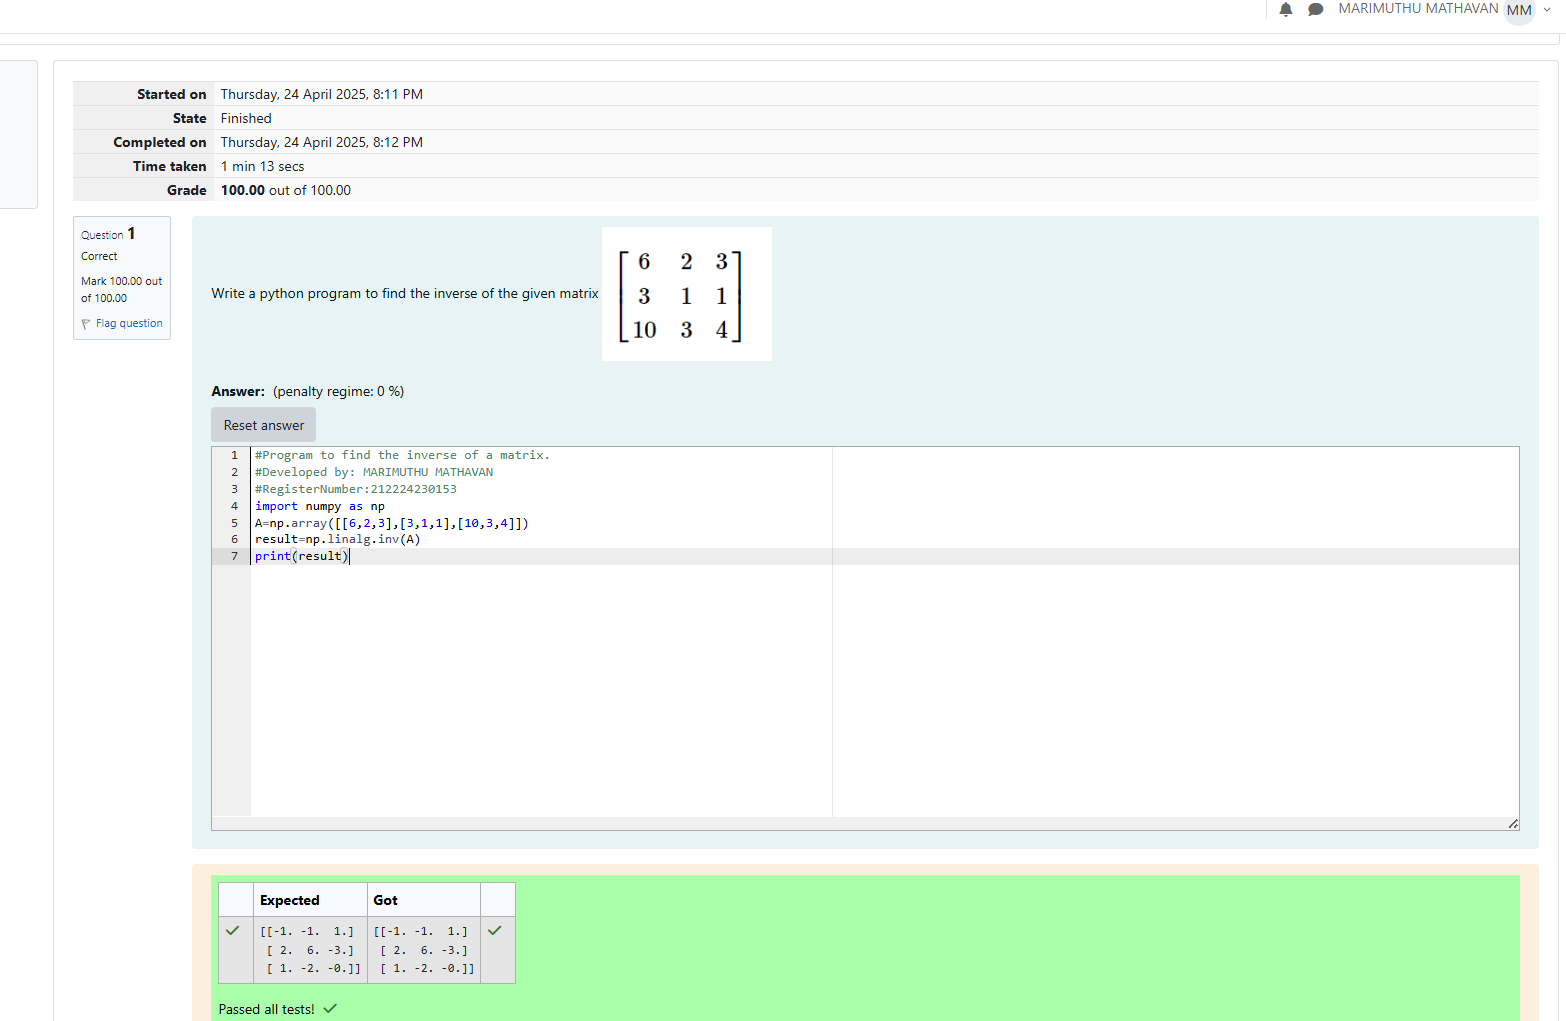 MARIMUTHU MATHAVAN MM
Started on Thursday, 24 April 2025, 8:11 PM
State Finished
Completed on Thursday, 24 April 2025, 8:12 PM
Time taken 1 min 13 secs
Grade 100.00 out of 100.00
Question 1
Correct
Mark 100.00 out
of 100.00
Flag question
Write a python program to find the inverse of the given matrix
6 2 3
3 1 1
10 3 4
Answer: (penalty regime: 0 %)
Reset answer
1 #Program to find the inverse of a matrix.
2 #Developed by: MARIMUTHU MATHAVAN
3 #RegisterNumber:212224230153
4 import numpy as np
5 A=np.array([[6,2,3],[3,1,1],[10,3,4]])
6 result=np.linalg.inv(A)
7 print(result)
Expected Got
[[-1. -1. 1.] [[-1. -1. 1.]
[ 2. 6. -3.] [ 2. 6. -3.]
[ 1. -2. -0.]] [ 1. -2. -0.]]
Passed all tests!